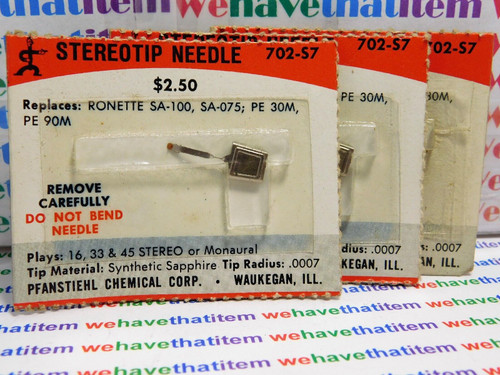 wehavethatitem wehavethatitem
STEREOTIP NEEDLE 702-S7
$2.50
Replaces: RONETTE SA-100, SA-075; PE 30M,
PE 90M
REMOVE
CAREFULLY
DO NOT BEND
NEEDLE
Plays: 16, 33 & 45 STEREO or Monaural
Tip Material: Synthetic Sapphire Tip Radius: .0007
PFANSTIEHL CHEMICAL CORP. • WAUKEGAN, ILL.
702-S7
PE 30M,
Radius: .0007
WAUKEGAN, ILL.
702-S7
30M,
.0007
ILL.
wehavethatitem wehavethatitem
wehavethatitem wehavethatitem